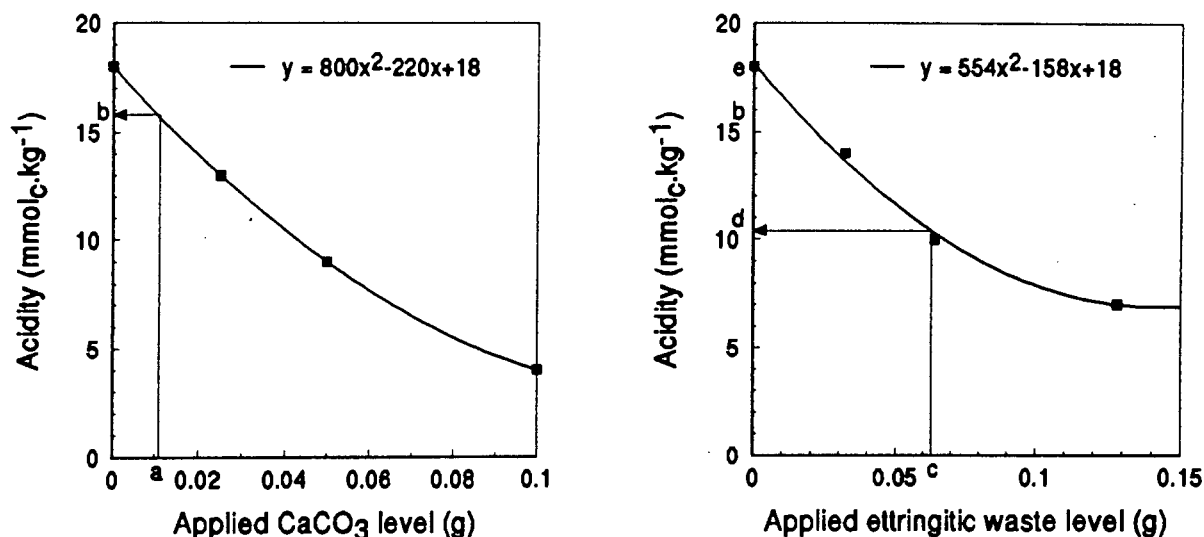 20
15
10
5
0
b
y = 800x²-220x+18
Acidity (mmol_c.kg⁻¹)
0 a 0.02 0.04 0.06 0.08 0.1
Applied CaCO₃ level (g)
20
e
b
15
d
10
5
0
y = 554x²-158x+18
Acidity (mmol_c.kg⁻¹)
0 0.05 c 0.1 0.15
Applied ettringitic waste level (g)